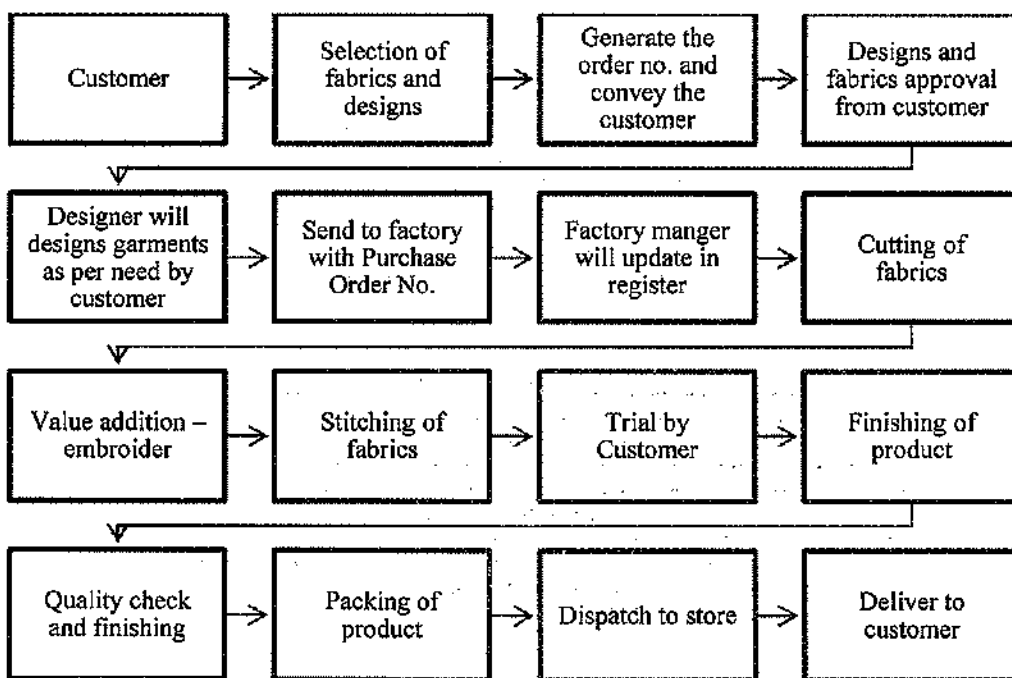 Customer
Selection of
fabrics and
designs
Generate the
order no. and
convey the
customer
Designs and
fabrics approval
from customer
Designer will
designs garments
as per need by
customer
Send to factory
with Purchase
Order No.
Factory manger
will update in
register
Cutting of
fabrics
Value addition –
embroider
Stitching of
fabrics
Trial by
Customer
Finishing of
product
Quality check
and finishing
Packing of
product
Dispatch to store
Deliver to
customer